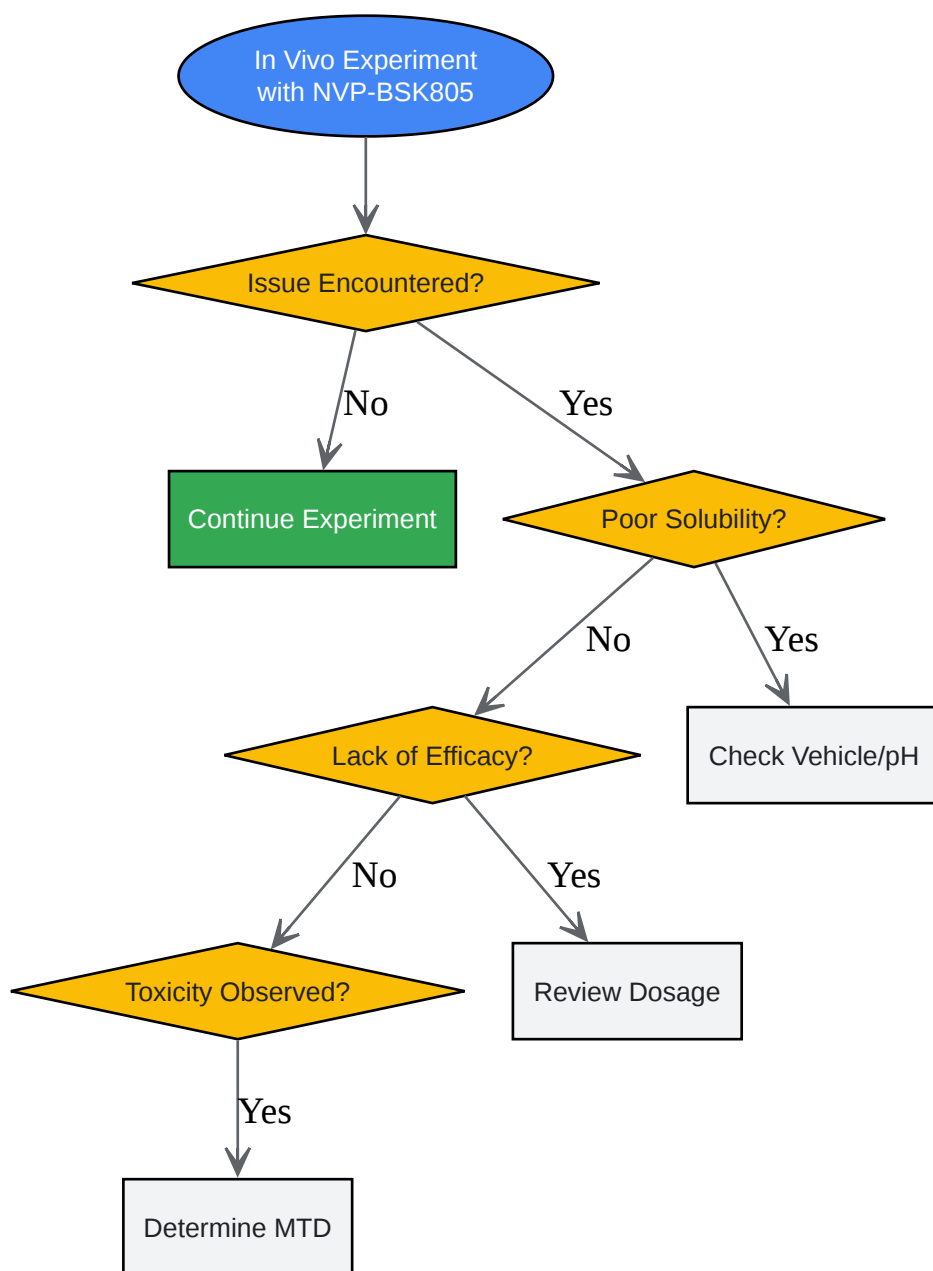 In Vivo Experiment
with NVP-BSK805
Issue Encountered?
No
Yes
Continue Experiment
Poor Solubility?
No
Yes
Lack of Efficacy?
Check Vehicle/pH
No
Yes
Toxicity Observed?
Review Dosage
Yes
Determine MTD